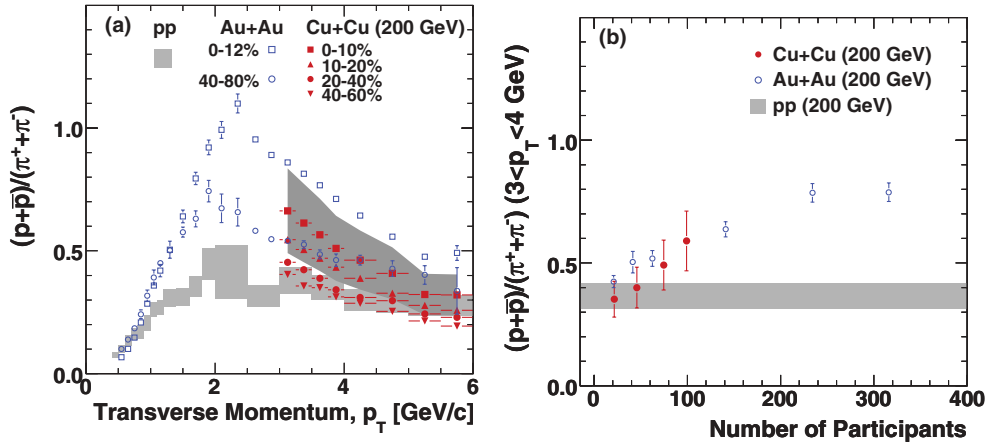 (a)
pp Au+Au Cu+Cu (200 GeV)
0-12% 0-10%
10-20%
40-80% 20-40%
40-60%
(p+p̅)/(π⁺+π⁻)
1.0
0.5
0.0
0 2 4 6
Transverse Momentum, p_T [GeV/c]
(b)
Cu+Cu (200 GeV)
Au+Au (200 GeV)
pp (200 GeV)
(p+p̅)/(π⁺+π⁻) (3<p_T<4 GeV)
1.5
1.0
0.5
0.0
0 100 200 300 400
Number of Participants